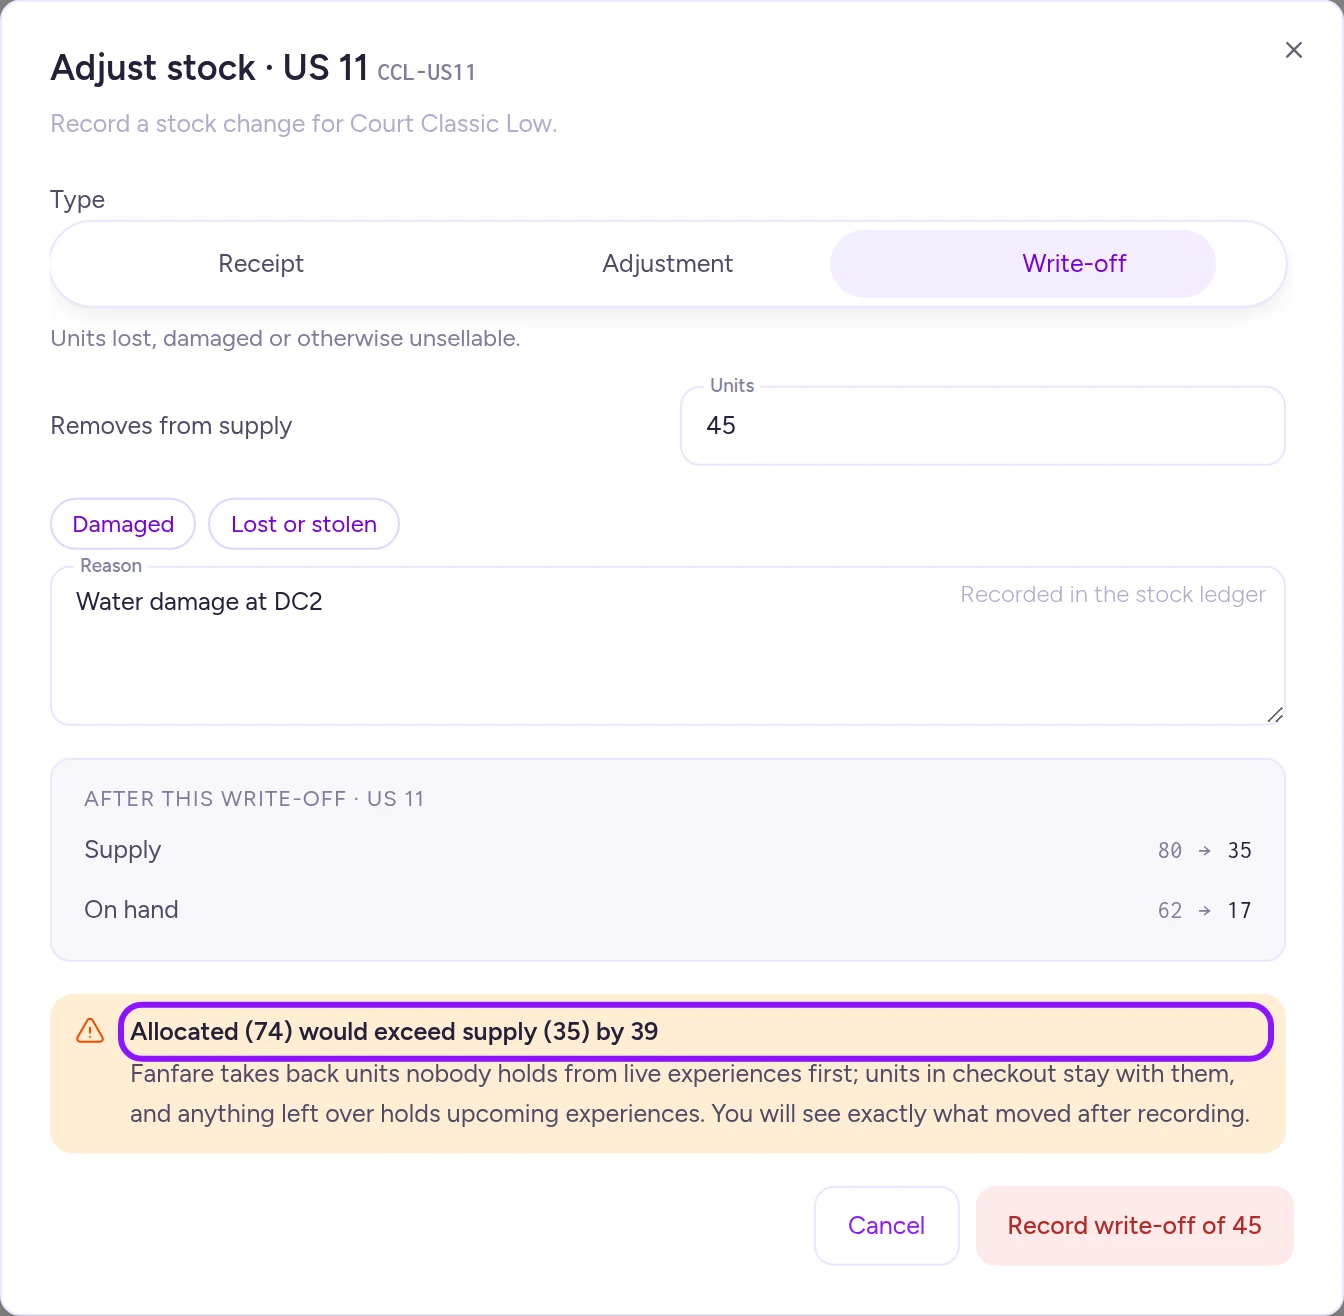 Adjust stock · US 11 CCL-US11
Record a stock change for Court Classic Low.
Type
Receipt
Adjustment
Write-off
Units lost, damaged or otherwise unsellable.
Removes from supply
Units
45
Damaged
Lost or stolen
Reason
Water damage at DC2
Recorded in the stock ledger
AFTER THIS WRITE-OFF · US 11
Supply
80 → 35
On hand
62 → 17
Allocated (74) would exceed supply (35) by 39
Fanfare takes back units nobody holds from live experiences first; units in checkout stay with them,
and anything left over holds upcoming experiences. You will see exactly what moved after recording.
Cancel
Record write-off of 45